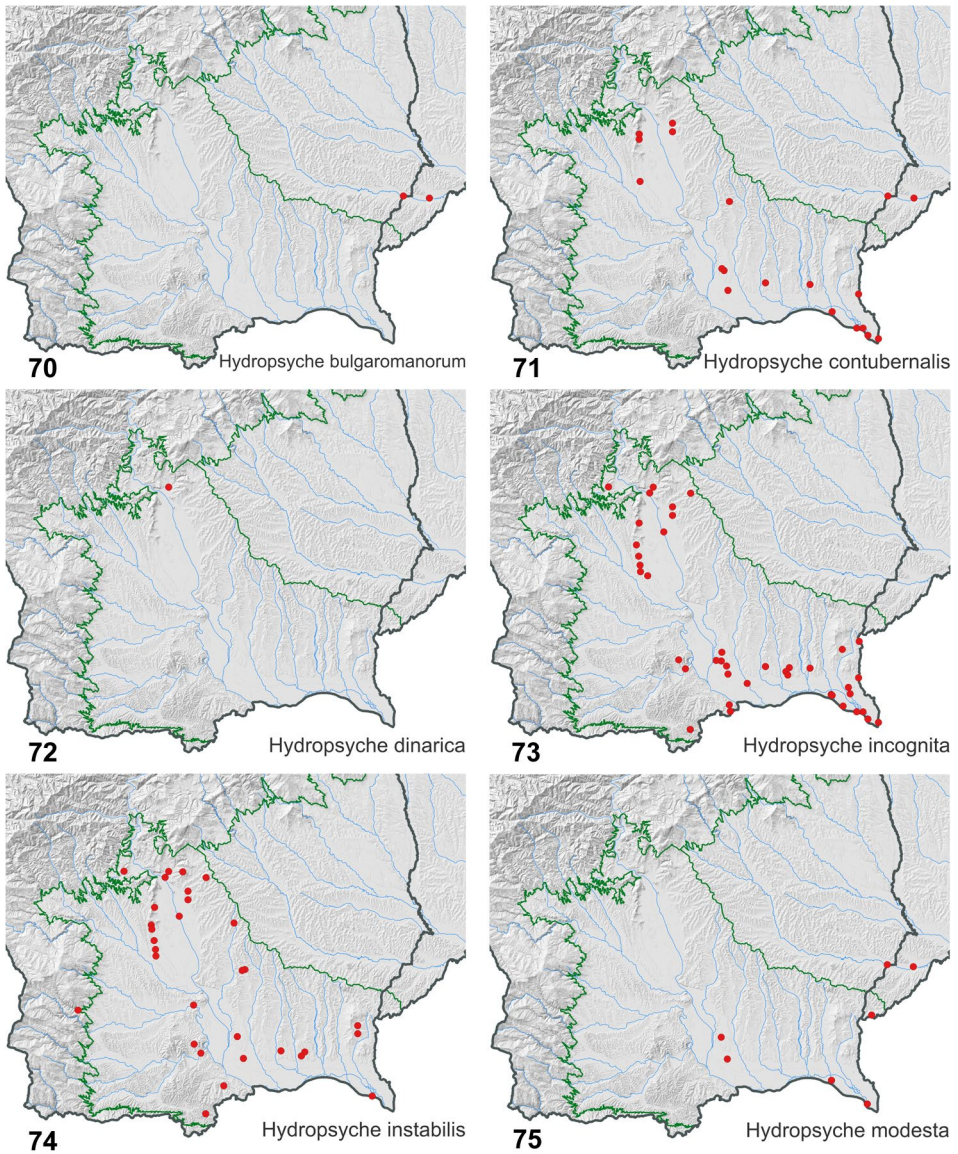 70 Hydropsyche bulgaromanorum
71 Hydropsyche contubernalis
72 Hydropsyche dinarica
73 Hydropsyche incognita
74 Hydropsyche instabilis
75 Hydropsyche modesta